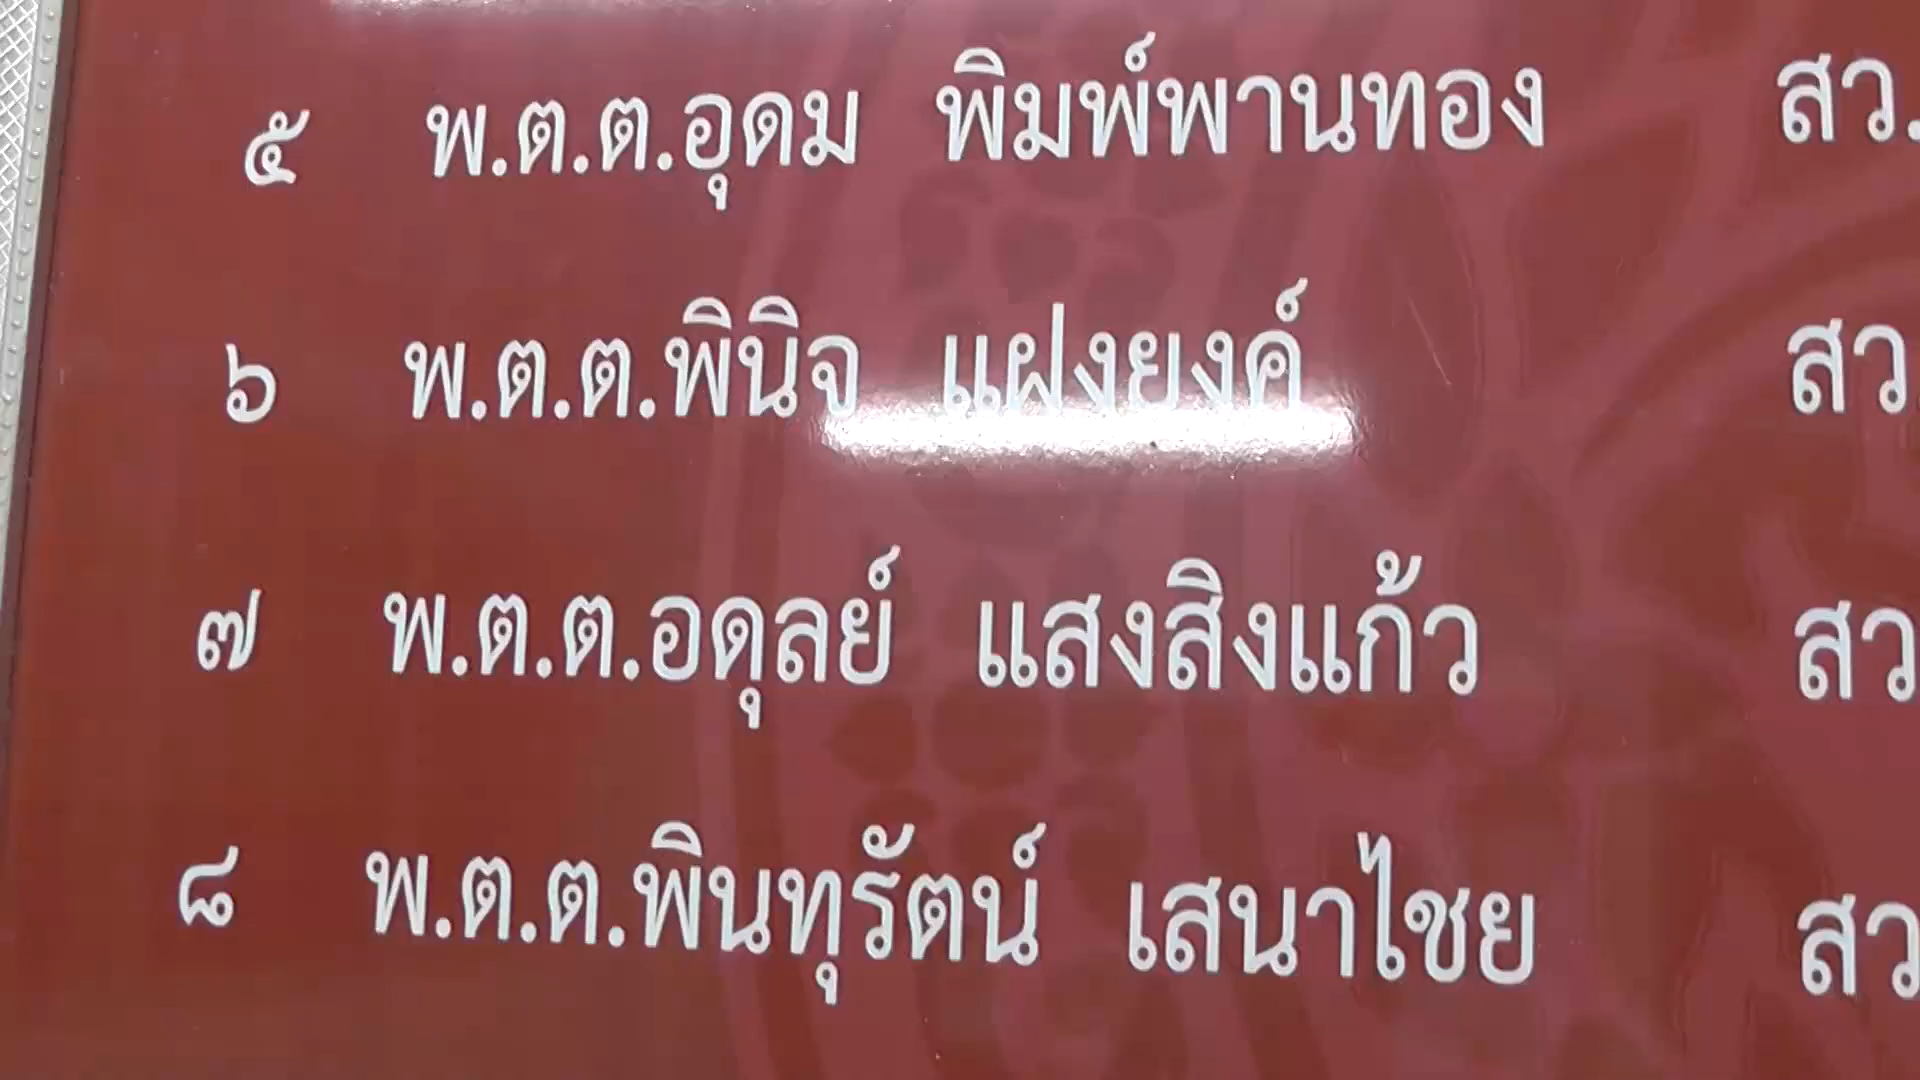 ๕ พ.ต.ต.อุดม พิมพ์พานทอง สว.
๖ พ.ต.ต.พินิจ แฝงยงค์ สว
๗ พ.ต.ต.อดุลย์ แสงสิงแก้ว สว
๘ พ.ต.ต.พินทุรัตน์ เสนาไชย สว